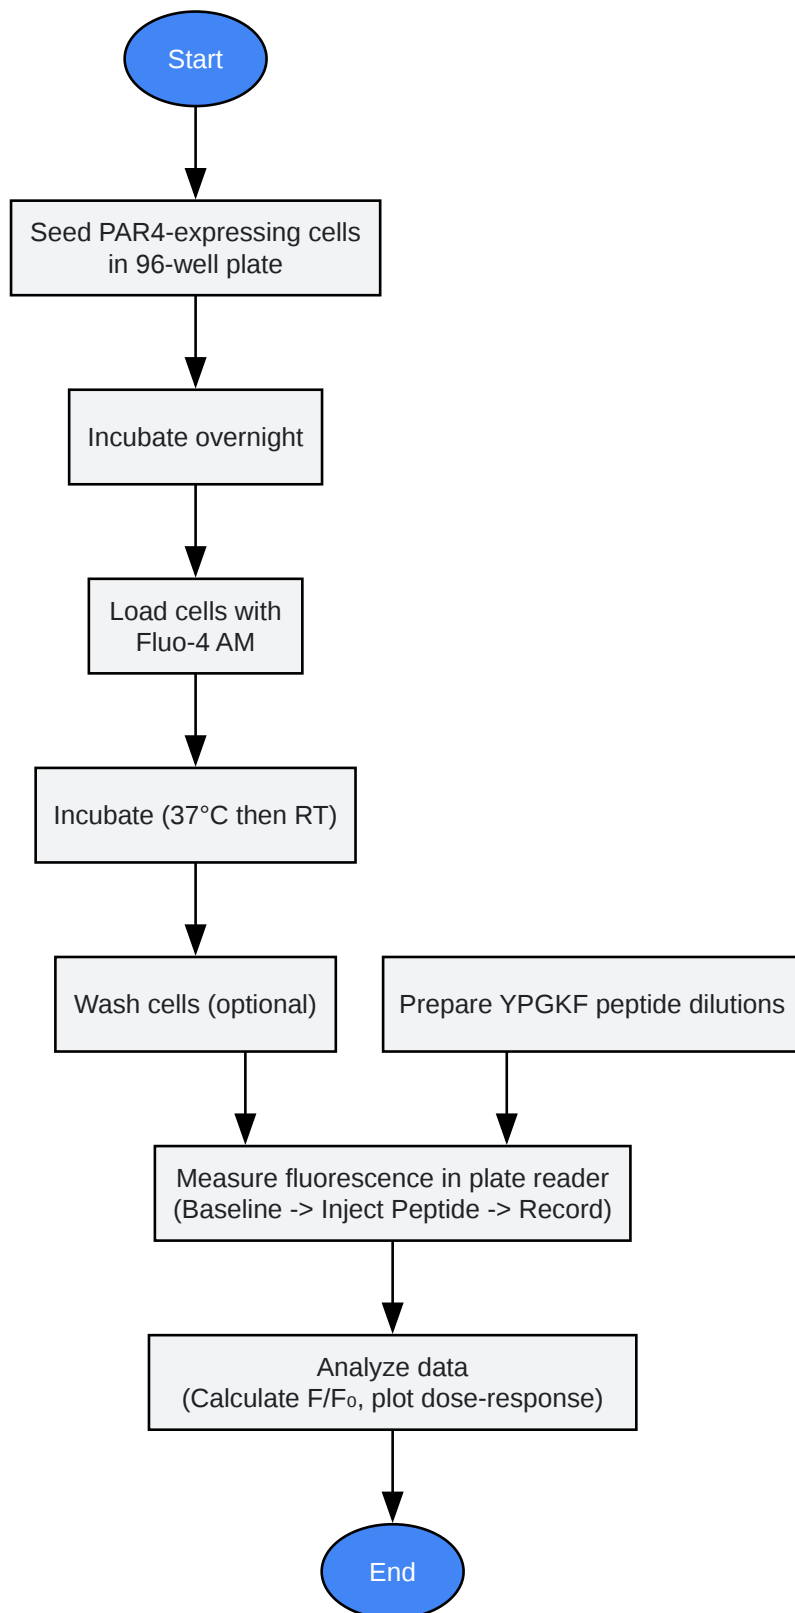 Start
Seed PAR4-expressing cells
in 96-well plate
Incubate overnight
Load cells with
Fluo-4 AM
Incubate (37°C then RT)
Wash cells (optional)
Prepare YPGKF peptide dilutions
Measure fluorescence in plate reader
(Baseline -> Inject Peptide -> Record)
Analyze data
(Calculate F/F₀, plot dose-response)
End